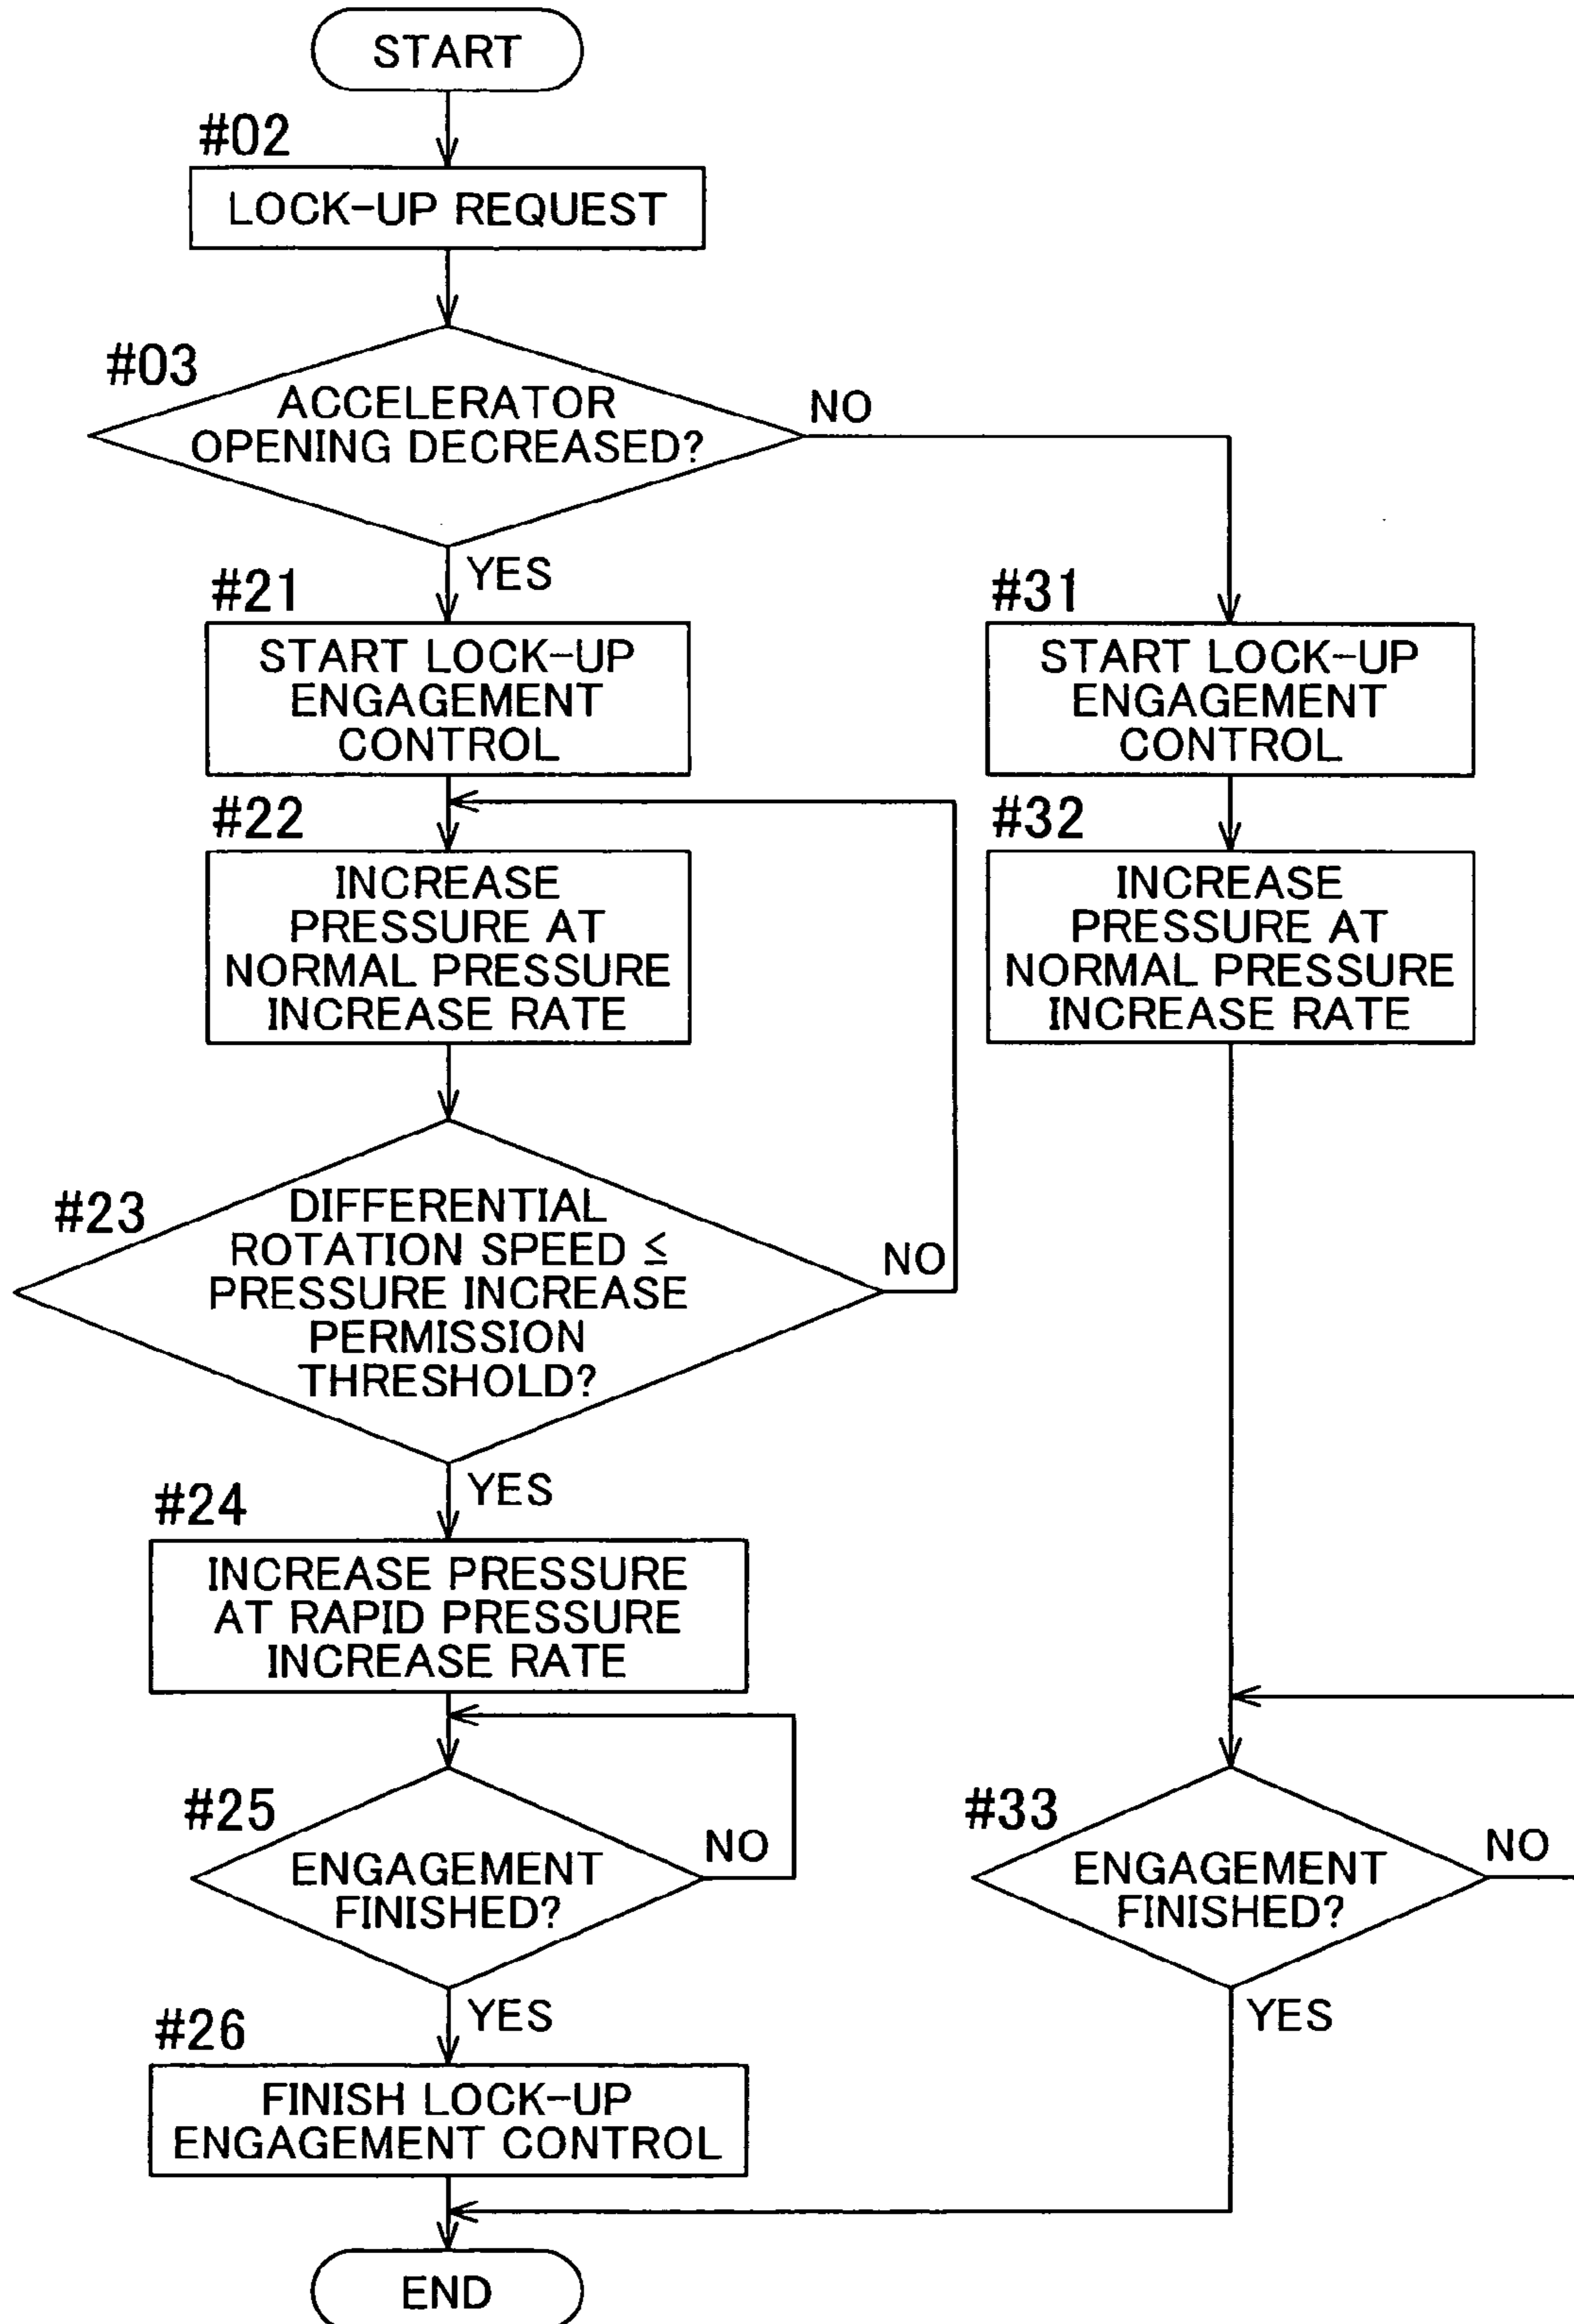 START
#02
LOCK-UP REQUEST
#03
ACCELERATOR
OPENING DECREASED?
NO
YES
#21
START LOCK-UP
ENGAGEMENT
CONTROL
#31
START LOCK-UP
ENGAGEMENT
CONTROL
#22
INCREASE
PRESSURE AT
NORMAL PRESSURE
INCREASE RATE
#32
INCREASE
PRESSURE AT
NORMAL PRESSURE
INCREASE RATE
#23
DIFFERENTIAL
ROTATION SPEED ≦
PRESSURE INCREASE
PERMISSION
THRESHOLD?
NO
YES
#24
INCREASE PRESSURE
AT RAPID PRESSURE
INCREASE RATE
#25
ENGAGEMENT
FINISHED?
NO
YES
#33
ENGAGEMENT
FINISHED?
NO
YES
#26
FINISH LOCK-UP
ENGAGEMENT CONTROL
END